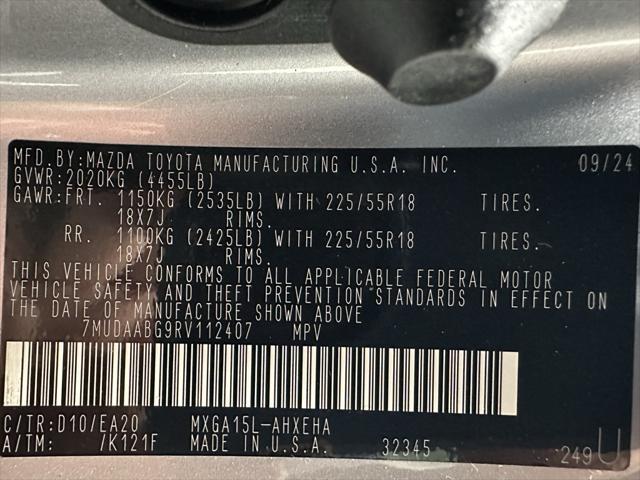 MFD.BY:MAZDA TOYOTA MANUFACTURING U.S.A. INC. 09/24
GVWR:2020KG (4455LB)
GAWR:FRT. 1150KG (2535LB) WITH 225/55R18 TIRES.
18X7J RIMS.
RR. 1100KG (2425LB) WITH 225/55R18 TIRES.
18X7J RIMS.
THIS VEHICLE CONFORMS TO ALL APPLICABLE FEDERAL MOTOR
VEHICLE SAFETY AND THEFT PREVENTION STANDARDS IN EFFECT ON
THE DATE OF MANUFACTURE SHOWN ABOVE
7MUDAABG9RV112407 MPV
C/TR:D10/EA20 MXGA15L-AHXEHA
A/TM: /K121F MADE IN U.S.A. 32345 249U